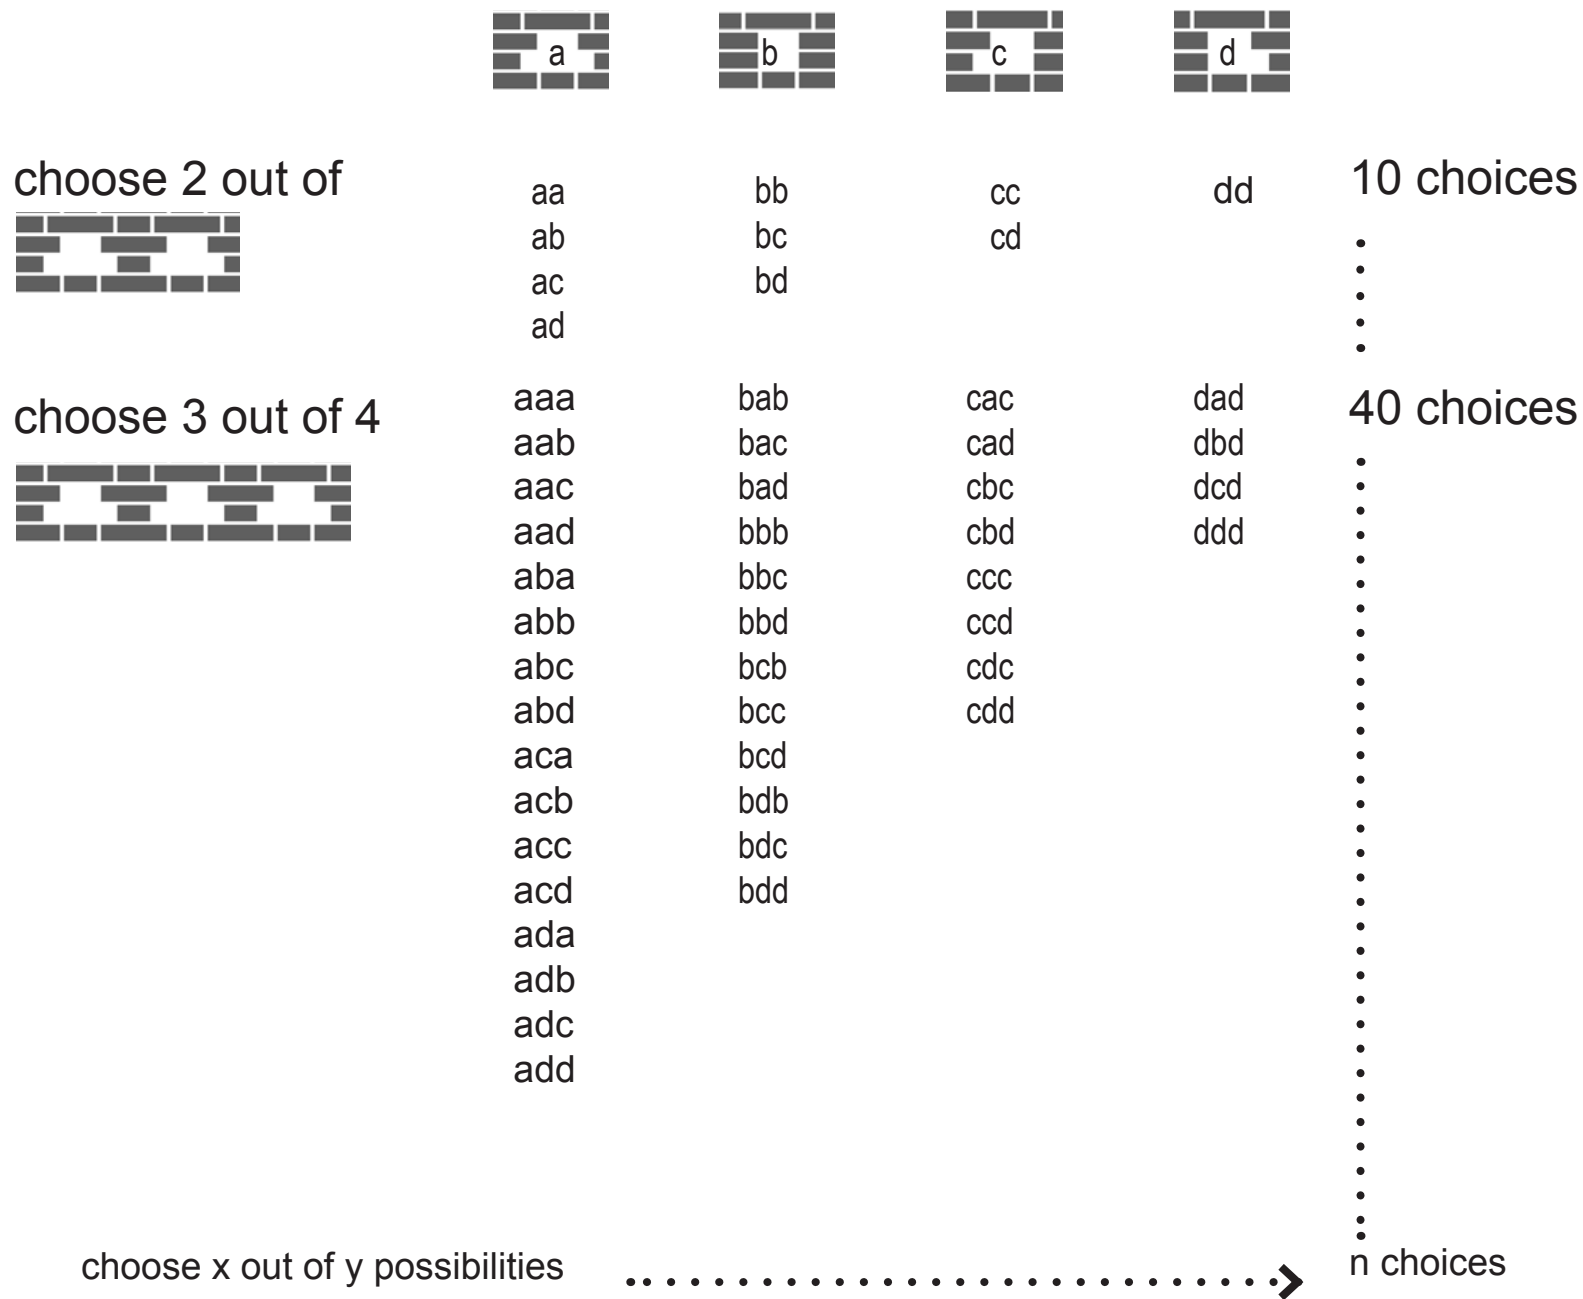 a b c d
choose 2 out of
aa bb cc dd
10 choices
ab bc cd
ac bd
ad
choose 3 out of 4
aaa bab cac dad
40 choices
aab bac cad dbd
aac bad cbc dcd
aad bbb cbd ddd
aba bbc ccc
abb bbd ccd
abc bcb cdc
abd bcc cdd
aca bcd
acb bdb
acc bdc
acd bdd
ada
adb
adc
add
choose x out of y possibilities
n choices